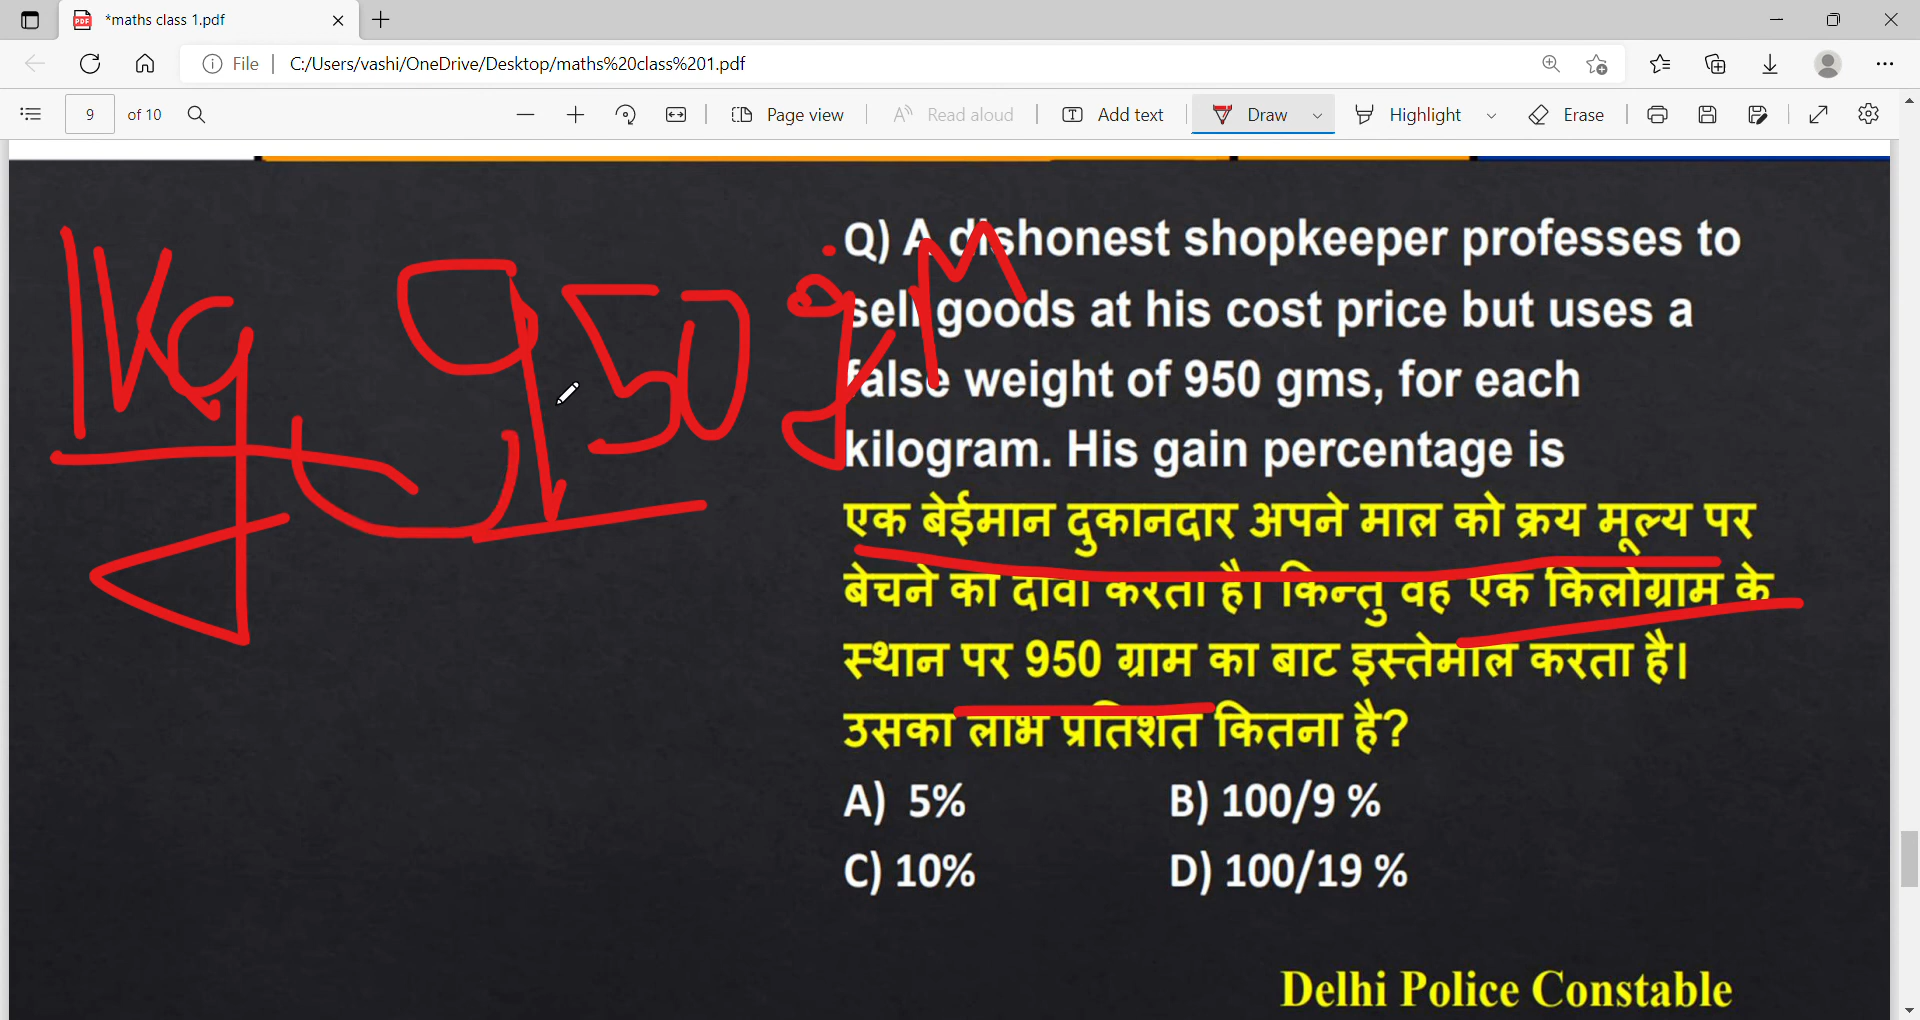 *maths class 1.pdf
File
C:/Users/vashi/OneDrive/Desktop/maths%20class%201.pdf
9 of 10
Page view
Read aloud
Add text
Draw
Highlight
Erase
1kg 950 gm
Q) A dishonest shopkeeper professes to
sell goods at his cost price but uses a
false weight of 950 gms, for each
kilogram. His gain percentage is
एक बेईमान दुकानदार अपने माल को क्रय मूल्य पर
बेचने का दावा करता है। किन्तु वह एक किलोग्राम के
स्थान पर 950 ग्राम का बाट इस्तेमाल करता है।
उसका लाभ प्रतिशत कितना है?
A) 5% B) 100/9 %
C) 10% D) 100/19 %
Delhi Police Constable